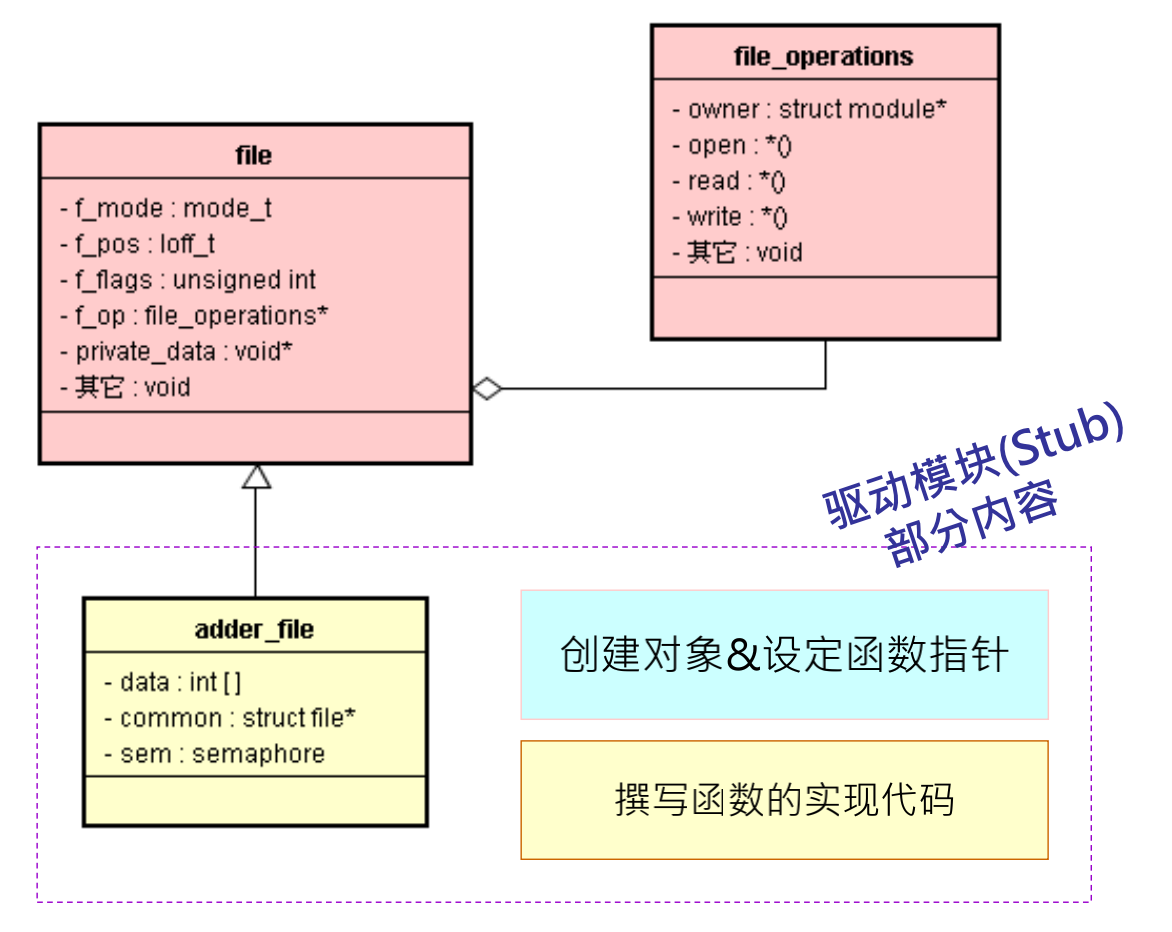 file_operations
- owner : struct module*
- open : *()
- read : *()
- write : *()
- 其它 : void
file
- f_mode : mode_t
- f_pos : loff_t
- f_flags : unsigned int
- f_op : file_operations*
- private_data : void*
- 其它 : void
驱动模块(Stub)
部分内容
adder_file
- data : int [ ]
- common : struct file*
- sem : semaphore
创建对象&设定函数指针
撰写函数的实现代码